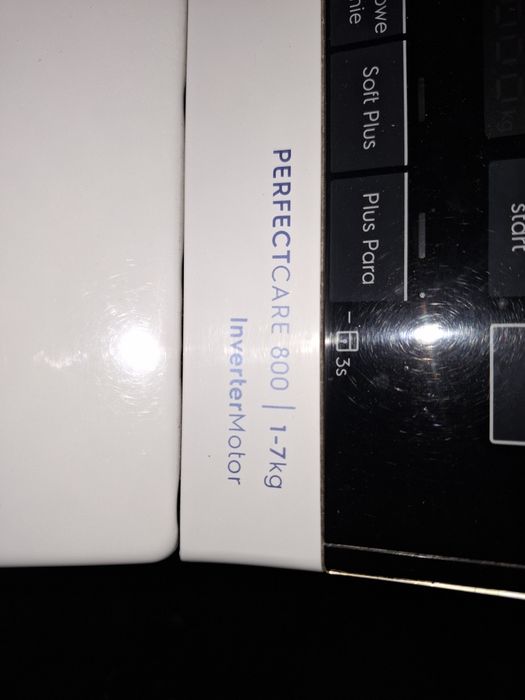 Soft Plus
Plus Para
3s
PERFECTCARE 800 | 1-7kg
InverterMotor